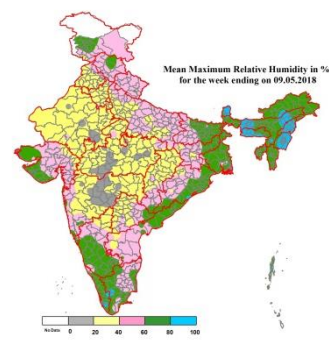 Mean Maximum Relative Humidity in %
for the week ending on 09.05.2018
No Data 0 20 40 60 80 100